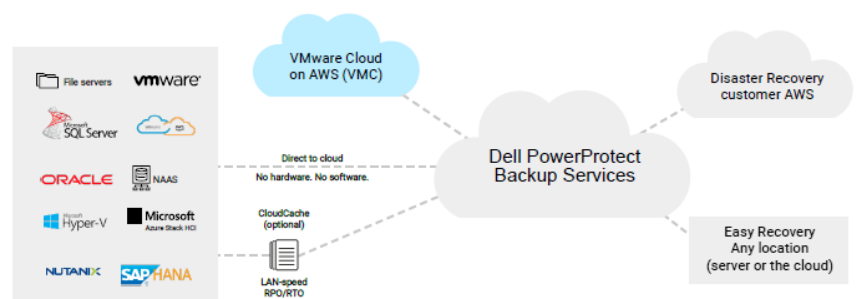 File servers
vmware®
Microsoft
SQL Server
vmware
aws
ORACLE
NAAS
Microsoft
Hyper-V
Microsoft
Azure Stack HCI
NUTANIX
SAP HANA
VMware Cloud
on AWS (VMC)
Direct to cloud
No hardware. No software.
CloudCache
(optional)
LAN-speed
RPO/RTO
Dell PowerProtect
Backup Services
Disaster Recovery
customer AWS
Easy Recovery
Any location
(server or the cloud)